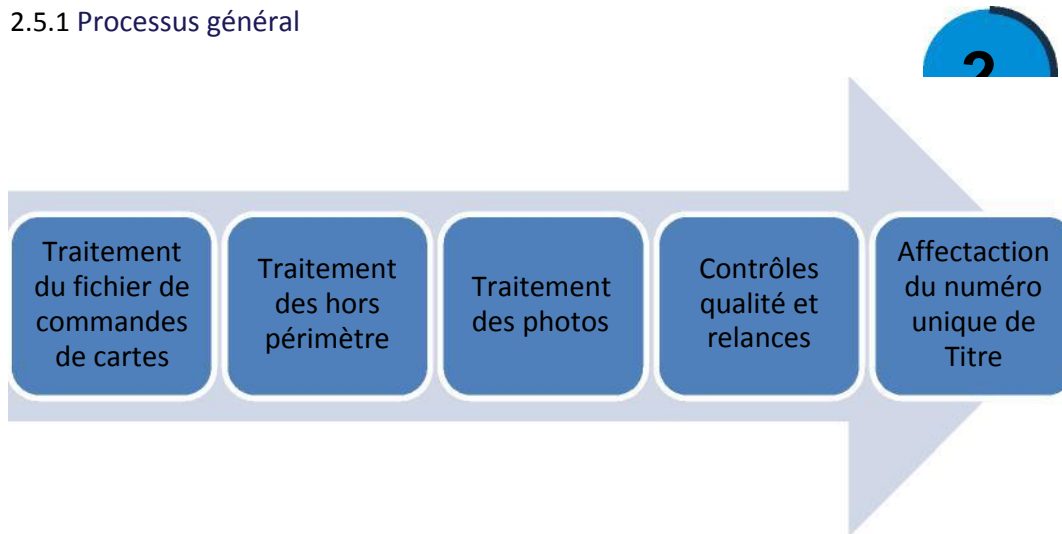 2.5.1 Processus général
2
Traitement
du fichier de
commandes
de cartes
Traitement
des hors
périmètre
Traitement
des photos
Contrôles
qualité et
relances
Affectaction
du numéro
unique de
Titre